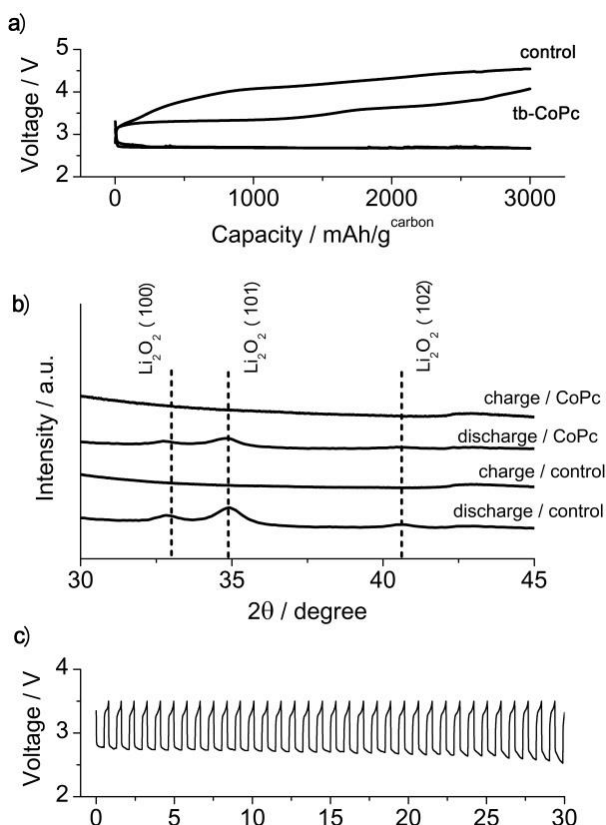 a)
5
control
4
3
tb-CoPc
2
Voltage / V
0 1000 2000 3000
Capacity / mAh/g carbon
b)
Li2O2 (100)
Li2O2 (101)
Li2O2 (102)
charge / CoPc
discharge / CoPc
charge / control
discharge / control
Intensity / a.u.
30 35 40 45
2θ / degree
c)
4
3
2
Voltage / V
0 5 10 15 20 25 30